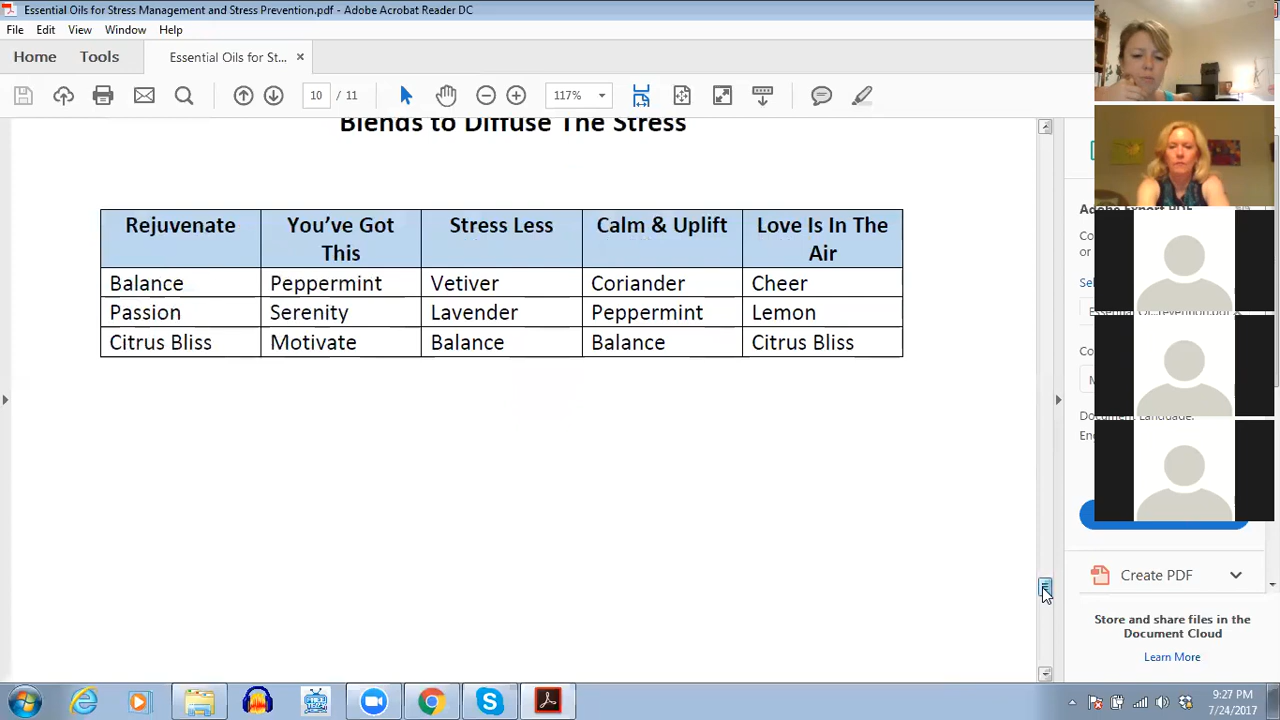 Essential Oils for Stress Management and Stress Prevention.pdf - Adobe Acrobat Reader DC
File Edit View Window Help
Home Tools Essential Oils for St... ×
10 / 11 117%
Blends to Diffuse The Stress
Rejuvenate You've Got This Stress Less Calm & Uplift Love Is In The Air
Balance Peppermint Vetiver Coriander Cheer
Passion Serenity Lavender Peppermint Lemon
Citrus Bliss Motivate Balance Balance Citrus Bliss
Create PDF
Store and share files in the
Document Cloud
Learn More
9:27 PM
7/24/2017